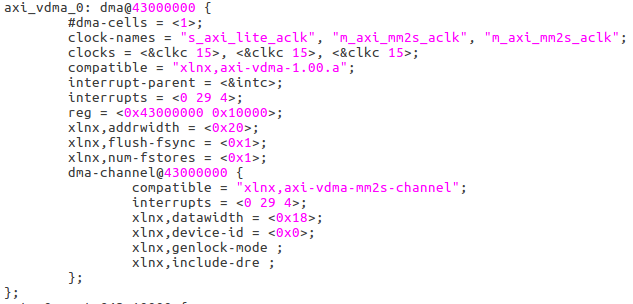 axi_vdma_0: dma@43000000 {
#dma-cells = <1>;
clock-names = "s_axi_lite_aclk", "m_axi_mm2s_aclk", "m_axi_mm2s_aclk";
clocks = <&clkc 15>, <&clkc 15>, <&clkc 15>;
compatible = "xlnx,axi-vdma-1.00.a";
interrupt-parent = <&intc>;
interrupts = <0 29 4>;
reg = <0x43000000 0x10000>;
xlnx,addrwidth = <0x20>;
xlnx,flush-fsync = <0x1>;
xlnx,num-fstores = <0x1>;
dma-channel@43000000 {
compatible = "xlnx,axi-vdma-mm2s-channel";
interrupts = <0 29 4>;
xlnx,datawidth = <0x18>;
xlnx,device-id = <0x0>;
xlnx,genlock-mode ;
xlnx,include-dre ;
};
};